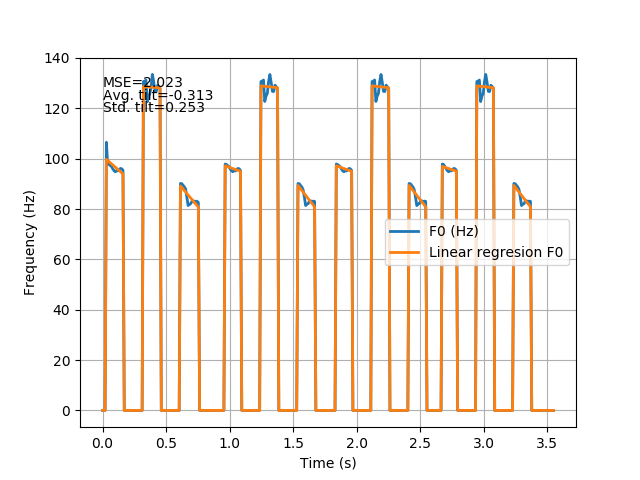 MSE=2.023
Avg. tilt=-0.313
Std. tilt=0.253
F0 (Hz)
Linear regresion F0
Frequency (Hz)
140
120
100
80
60
40
20
0
0.0 0.5 1.0 1.5 2.0 2.5 3.0 3.5
Time (s)